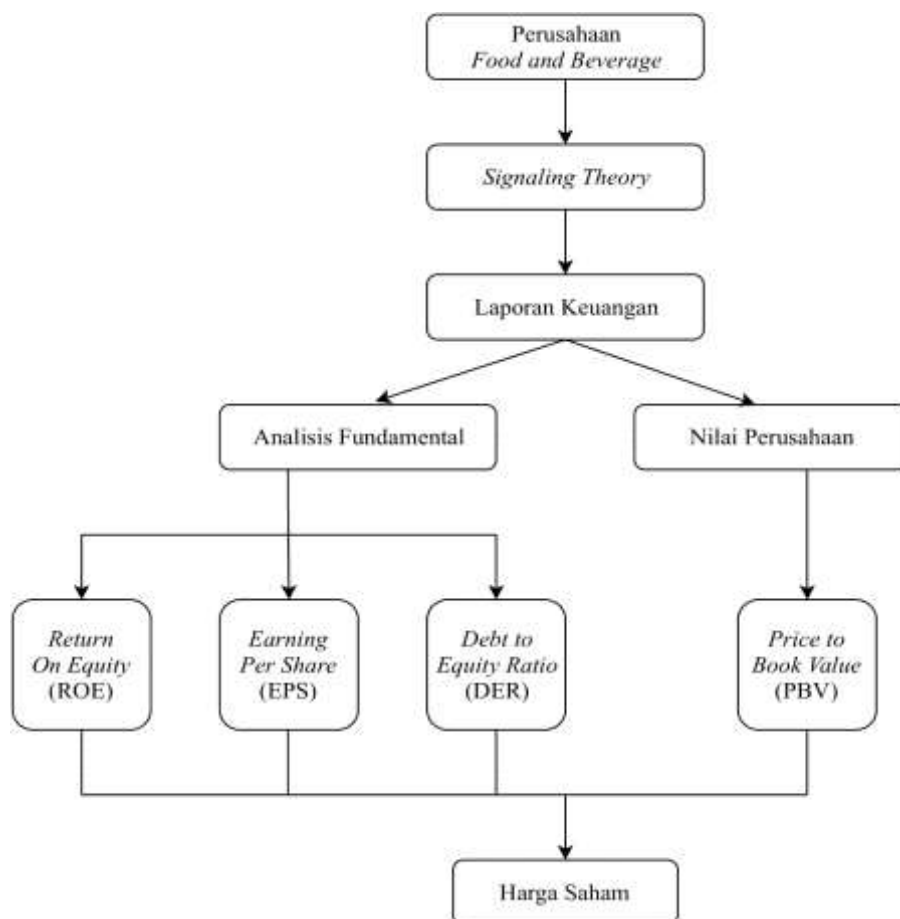 Perusahaan
Food and Beverage
Signaling Theory
Laporan Keuangan
Analisis Fundamental
Nilai Perusahaan
Return
On Equity
(ROE)
Earning
Per Share
(EPS)
Debt to
Equity Ratio
(DER)
Price to
Book Value
(PBV)
Harga Saham